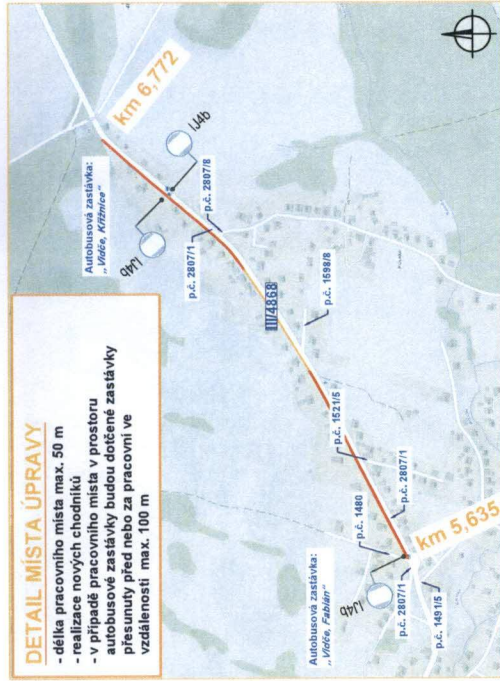 DETAIL MÍSTA ÚPRAVY
- délka pracovního místa max. 50 m
- realizace nových chodníků
- v případě pracovního místa v prostoru
autobusové zastávky budou dotčené zastávky
přesunuty před nebo za pracovní ve
vzdálenosti max. 100 m
Autobusová zastávka:
„Vidče, Křižnice"
km 6,772
IJ4b
IJ4b
p.č. 2807/1
p.č. 2807/8
III/4868
p.č. 1598/8
p.č. 1521/5
p.č. 1480
p.č. 2807/1
Autobusová zastávka:
„Vidče, Fabián"
IJ4b
p.č. 2807/1
p.č. 1491/5
km 5,635